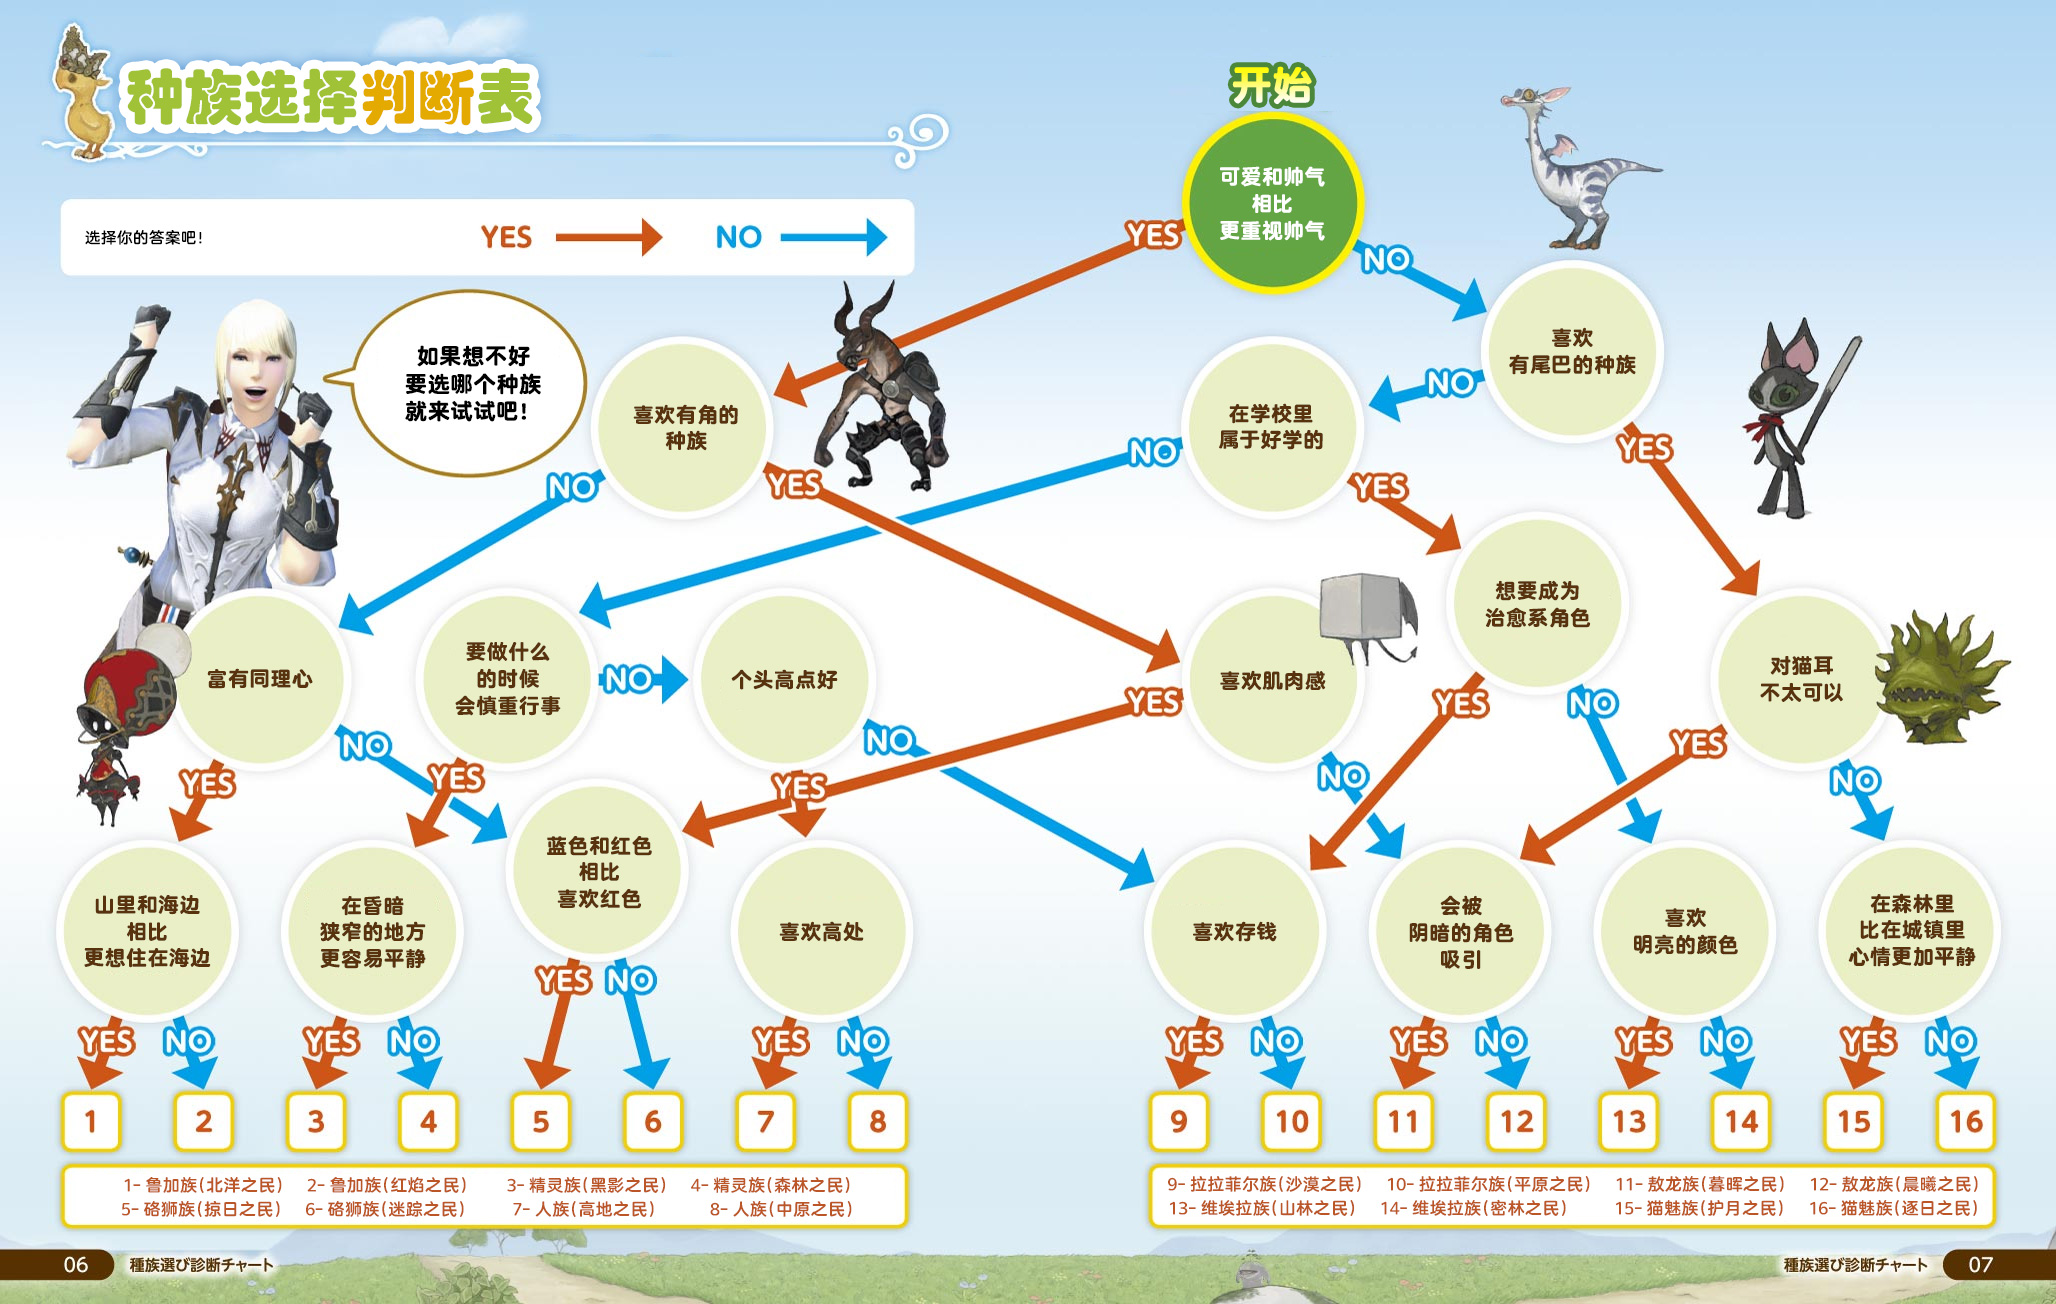 种族选择判断表
选择你的答案吧!
YES
NO
如果想不好
要选哪个种族
就来试试吧!
开始
可爱和帅气
相比
更重视帅气
YES
NO
喜欢
有尾巴的种族
NO
YES
喜欢有角的
种族
NO
YES
在学校里
属于好学的
NO
YES
想要成为
治愈系角色
YES
NO
富有同理心
YES
NO
要做什么
的时候
会慎重行事
NO
YES
个头高点好
NO
YES
喜欢肌肉感
YES
NO
对猫耳
不太可以
YES
NO
山里和海边
相比
更想住在海边
YES
NO
在昏暗
狭窄的地方
更容易平静
YES
NO
蓝色和红色
相比
喜欢红色
YES
NO
喜欢高处
YES
NO
喜欢存钱
YES
NO
会被
阴暗的角色
吸引
YES
NO
喜欢
明亮的颜色
YES
NO
在森林里
比在城镇里
心情更加平静
YES
NO
1
2
3
4
5
6
7
8
9
10
11
12
13
14
15
16
1- 鲁加族(北洋之民) 2- 鲁加族(红焰之民) 3- 精灵族(黑影之民) 4- 精灵族(森林之民)
5- 硌狮族(掠日之民) 6- 硌狮族(迷踪之民) 7- 人族(高地之民) 8- 人族(中原之民)
9- 拉拉菲尔族(沙漠之民) 10- 拉拉菲尔族(平原之民) 11- 敖龙族(暮晖之民) 12- 敖龙族(晨曦之民)
13- 维埃拉族(山林之民) 14- 维埃拉族(密林之民) 15- 猫魅族(护月之民) 16- 猫魅族(逐日之民)
06 種族選び診断チャート
種族選び診断チャート 07